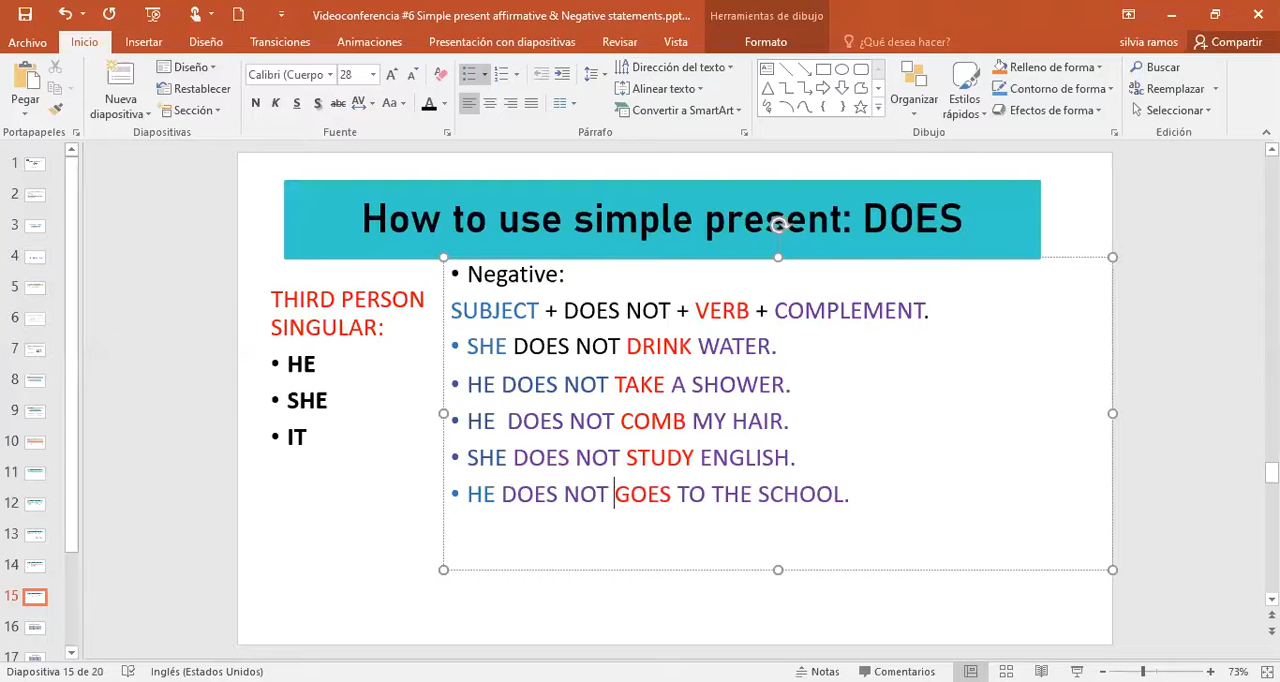 Videoconferencia #6 Simple present affirmative & Negative statements.ppt...
Herramientas de dibujo
Archivo Inicio Insertar Diseño Transiciones Animaciones Presentación con diapositivas Revisar Vista Formato ¿Qué desea hacer? silvia ramos Compartir
Pegar
Nueva diapositiva
Diseño
Restablecer
Sección
Calibri (Cuerpo 28
N K S S abc AV Aa A
Dirección del texto
Alinear texto
Convertir a SmartArt
Organizar
Estilos rápidos
Relleno de forma
Contorno de forma
Efectos de forma
Buscar
Reemplazar
Seleccionar
Portapapeles Diapositivas Fuente Párrafo Dibujo Edición
1
2
3
4
5
6
7
8
9
10
11
12
13
14
15
16
17
How to use simple present: DOES
THIRD PERSON
SINGULAR:
• HE
• SHE
• IT
• Negative:
SUBJECT + DOES NOT + VERB + COMPLEMENT.
• SHE DOES NOT DRINK WATER.
• HE DOES NOT TAKE A SHOWER.
• HE DOES NOT COMB MY HAIR.
• SHE DOES NOT STUDY ENGLISH.
• HE DOES NOT GOES TO THE SCHOOL.
Diapositiva 15 de 20 Inglés (Estados Unidos) Notas Comentarios 73%